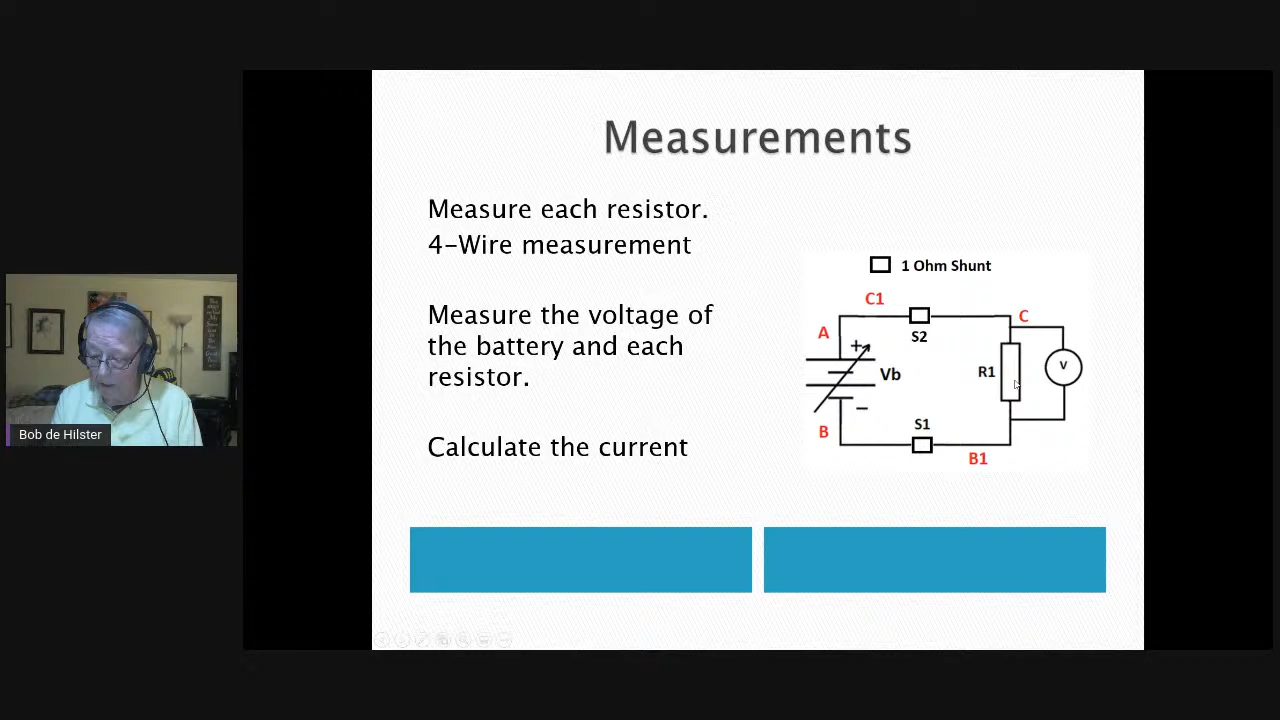 Measurements
Measure each resistor.
4-Wire measurement
Measure the voltage of
the battery and each
resistor.
Calculate the current
1 Ohm Shunt
C1
C
A
S2
+
Vb
R1
V
B
−
S1
B1
Bob de Hilster